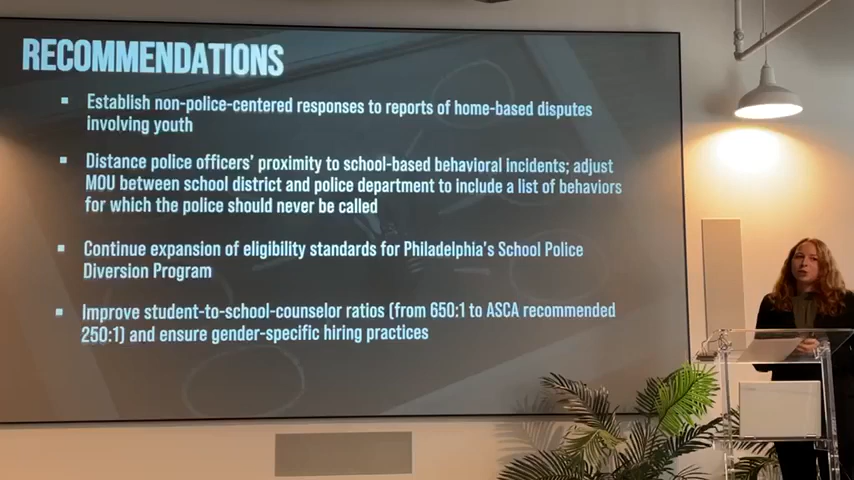 RECOMMENDATIONS
▪ Establish non-police-centered responses to reports of home-based disputes
involving youth
▪ Distance police officers’ proximity to school-based behavioral incidents; adjust
MOU between school district and police department to include a list of behaviors
for which the police should never be called
▪ Continue expansion of eligibility standards for Philadelphia’s School Police
Diversion Program
▪ Improve student-to-school-counselor ratios (from 650:1 to ASCA recommended
250:1) and ensure gender-specific hiring practices